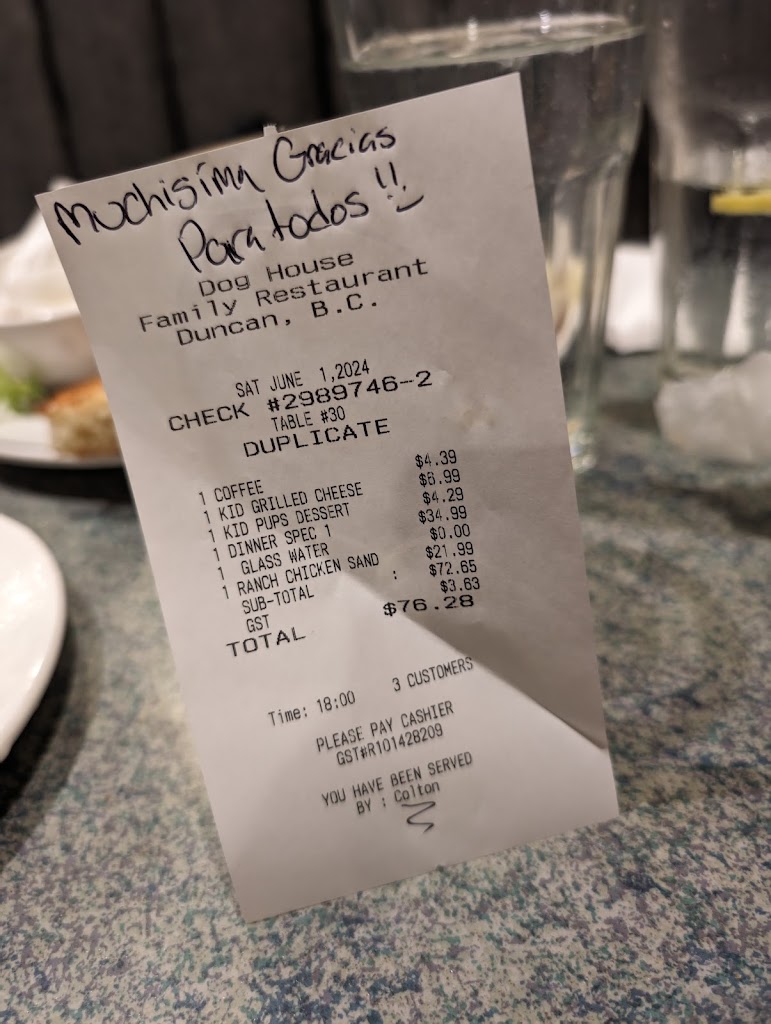 Muchisíma Gracias
Para todos !!
Dog House
Family Restaurant
Duncan, B.C.
SAT JUNE 1,2024
CHECK #2989746-2
TABLE #30
DUPLICATE
1 COFFEE $4.39
1 KID GRILLED CHEESE $6.99
1 KID PUPS DESSERT $4.29
1 DINNER SPEC 1 $34.99
1 GLASS WATER $0.00
1 RANCH CHICKEN SAND $21.99
SUB-TOTAL : $72.65
GST $3.63
TOTAL $76.28
Time: 18:00 3 CUSTOMERS
PLEASE PAY CASHIER
GST#R101428209
YOU HAVE BEEN SERVED
BY : Colton